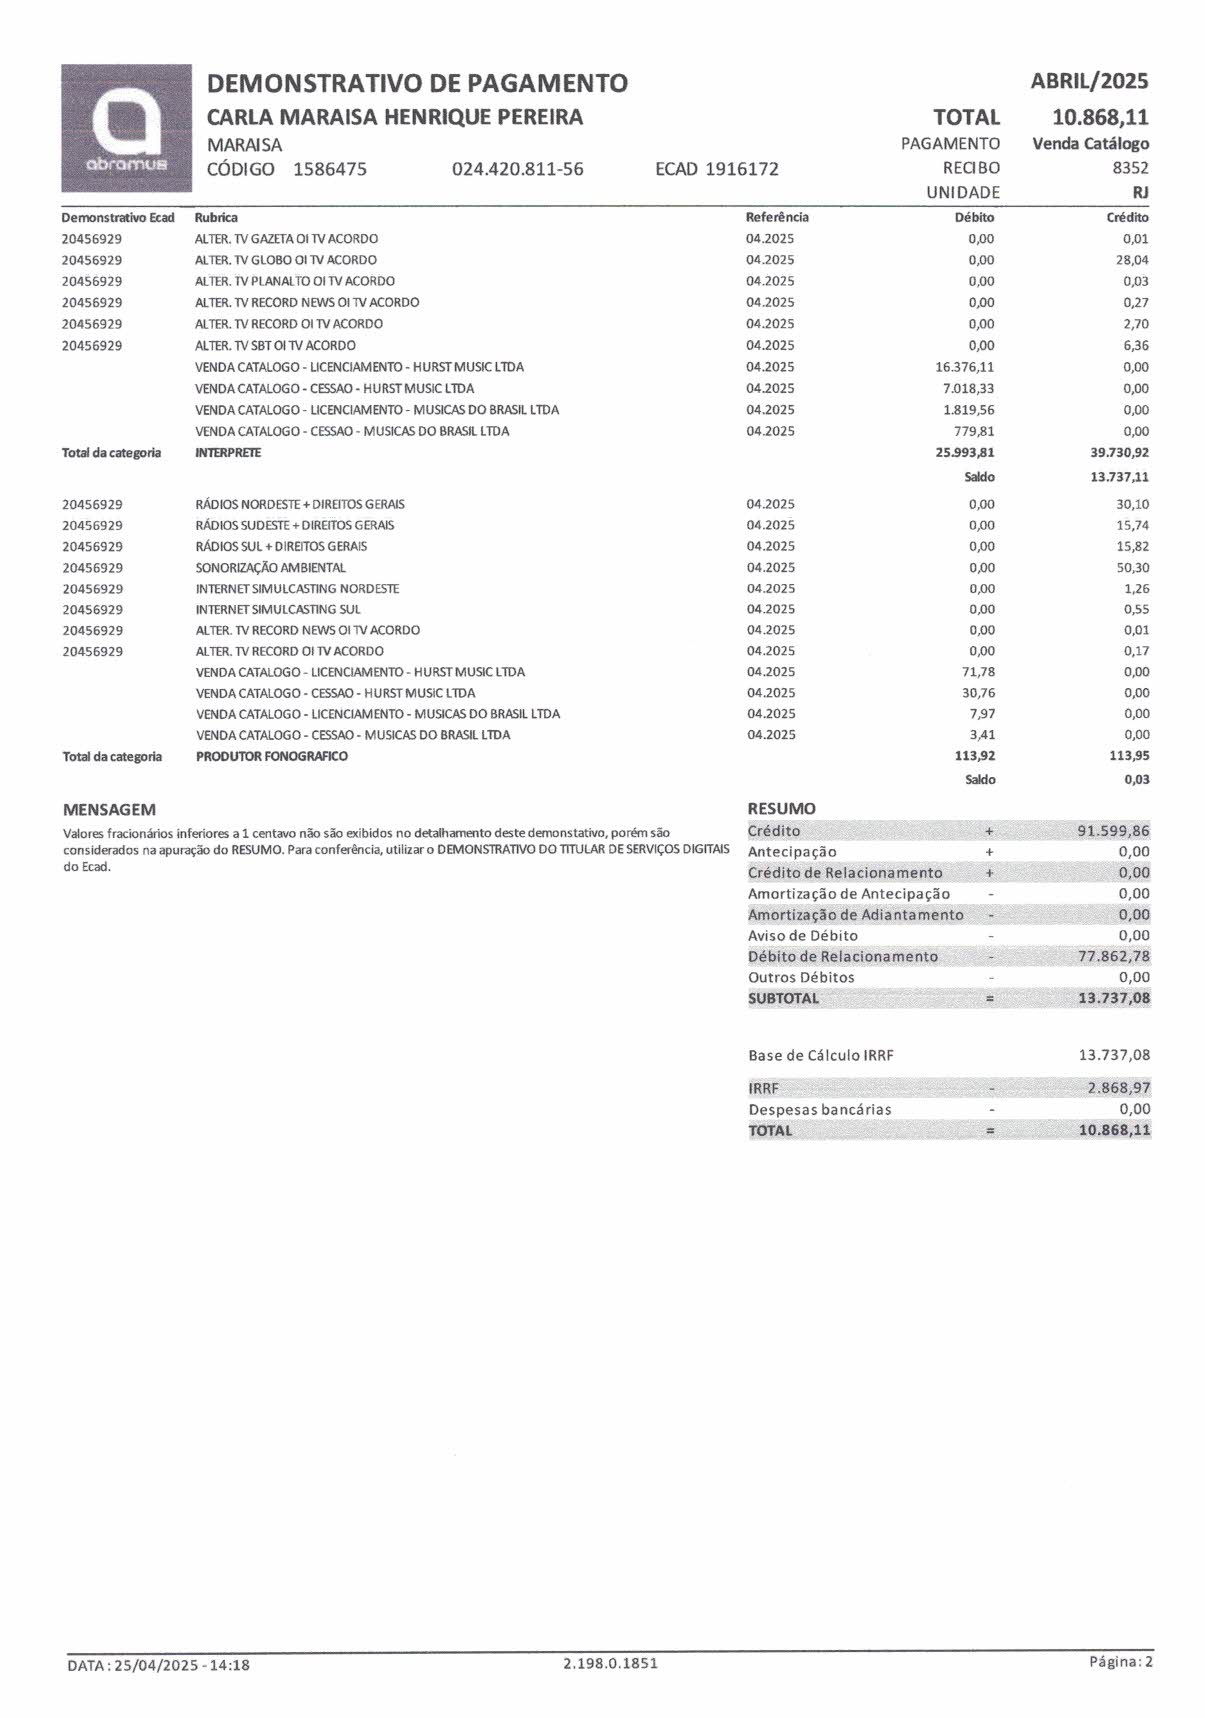 abramus
DEMONSTRATIVO DE PAGAMENTO ABRIL/2025
CARLA MARAISA HENRIQUE PEREIRA TOTAL 10.868,11
MARAISA PAGAMENTO Venda Catálogo
CÓDIGO 1586475 024.420.811-56 ECAD 1916172 RECIBO 8352
UNIDADE RJ
Demonstrativo Ecad Rubrica Referência Débito Crédito
20456929 ALTER. TV GAZETA OI TV ACORDO 04.2025 0,00 0,01
20456929 ALTER. TV GLOBO OI TV ACORDO 04.2025 0,00 28,04
20456929 ALTER. TV PLANALTO OI TV ACORDO 04.2025 0,00 0,03
20456929 ALTER. TV RECORD NEWS OI TV ACORDO 04.2025 0,00 0,27
20456929 ALTER. TV RECORD OI TV ACORDO 04.2025 0,00 2,70
20456929 ALTER. TV SBT OI TV ACORDO 04.2025 0,00 6,36
VENDA CATALOGO - LICENCIAMENTO - HURST MUSIC LTDA 04.2025 16.376,11 0,00
VENDA CATALOGO - CESSAO - HURST MUSIC LTDA 04.2025 7.018,33 0,00
VENDA CATALOGO - LICENCIAMENTO - MUSICAS DO BRASIL LTDA 04.2025 1.819,56 0,00
VENDA CATALOGO - CESSAO - MUSICAS DO BRASIL LTDA 04.2025 779,81 0,00
Total da categoria INTERPRETE 25.993,81 39.730,92
Saldo 13.737,11
20456929 RÁDIOS NORDESTE + DIREITOS GERAIS 04.2025 0,00 30,10
20456929 RÁDIOS SUDESTE + DIREITOS GERAIS 04.2025 0,00 15,74
20456929 RÁDIOS SUL + DIREITOS GERAIS 04.2025 0,00 15,82
20456929 SONORIZAÇÃO AMBIENTAL 04.2025 0,00 50,30
20456929 INTERNET SIMULCASTING NORDESTE 04.2025 0,00 1,26
20456929 INTERNET SIMULCASTING SUL 04.2025 0,00 0,55
20456929 ALTER. TV RECORD NEWS OI TV ACORDO 04.2025 0,00 0,01
20456929 ALTER. TV RECORD OI TV ACORDO 04.2025 0,00 0,17
VENDA CATALOGO - LICENCIAMENTO - HURST MUSIC LTDA 04.2025 71,78 0,00
VENDA CATALOGO - CESSAO - HURST MUSIC LTDA 04.2025 30,76 0,00
VENDA CATALOGO - LICENCIAMENTO - MUSICAS DO BRASIL LTDA 04.2025 7,97 0,00
VENDA CATALOGO - CESSAO - MUSICAS DO BRASIL LTDA 04.2025 3,41 0,00
Total da categoria PRODUTOR FONOGRAFICO 113,92 113,95
Saldo 0,03
MENSAGEM
Valores fracionários inferiores a 1 centavo não são exibidos no detalhamento deste demonstativo, porém são
considerados na apuração do RESUMO. Para conferência, utilizar o DEMONSTRATIVO DO TITULAR DE SERVIÇOS DIGITAIS
do Ecad.
RESUMO
Crédito + 91.599,86
Antecipação + 0,00
Crédito de Relacionamento + 0,00
Amortização de Antecipação - 0,00
Amortização de Adiantamento - 0,00
Aviso de Débito - 0,00
Débito de Relacionamento - 77.862,78
Outros Débitos - 0,00
SUBTOTAL = 13.737,08
Base de Cálculo IRRF 13.737,08
IRRF - 2.868,97
Despesas bancárias - 0,00
TOTAL = 10.868,11
DATA : 25/04/2025 - 14:18 2.198.0.1851 Página: 2